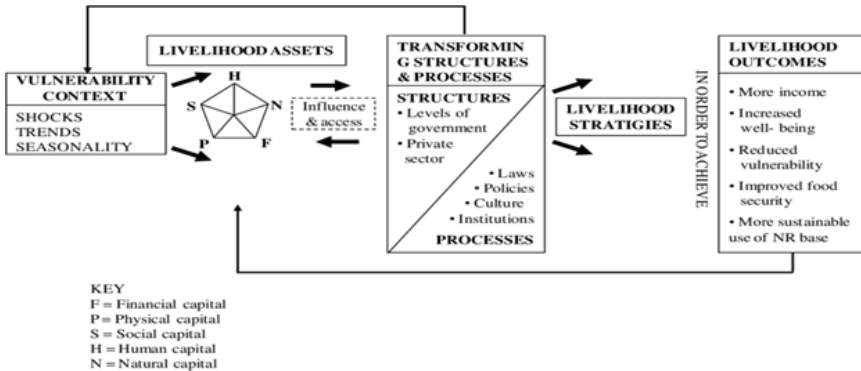 LIVELIHOOD ASSETS
VULNERABILITY
CONTEXT
SHOCKS
TRENDS
SEASONALITY
H
S
N
P
F
Influence
& access
TRANSFORMIN
G STRUCTURES
& PROCESSES
STRUCTURES
• Levels of
government
• Private
sector
• Laws
• Policies
• Culture
• Institutions
PROCESSES
LIVELIHOOD
STRATIGIES
IN ORDER TO ACHIEVE
LIVELIHOOD
OUTCOMES
• More income
• Increased
well- being
• Reduced
vulnerability
• Improved food
security
• More sustainable
use of NR base
KEY
F = Financial capital
P = Physical capital
S = Social capital
H = Human capital
N = Natural capital